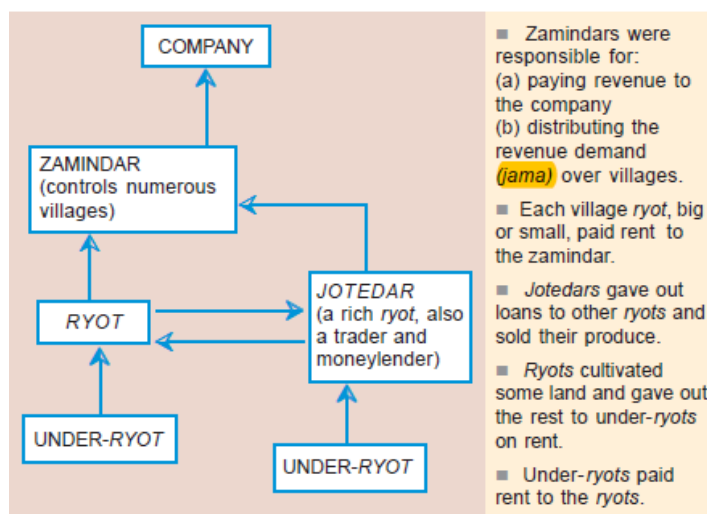 COMPANY
ZAMINDAR
(controls numerous
villages)
RYOT
JOTEDAR
(a rich ryot, also
a trader and
moneylender)
UNDER-RYOT
UNDER-RYOT
■ Zamindars were
responsible for:
(a) paying revenue to
the company
(b) distributing the
revenue demand
(jama) over villages.
■ Each village ryot, big
or small, paid rent to
the zamindar.
■ Jotedars gave out
loans to other ryots and
sold their produce.
■ Ryots cultivated
some land and gave out
the rest to under-ryots
on rent.
■ Under-ryots paid
rent to the ryots.